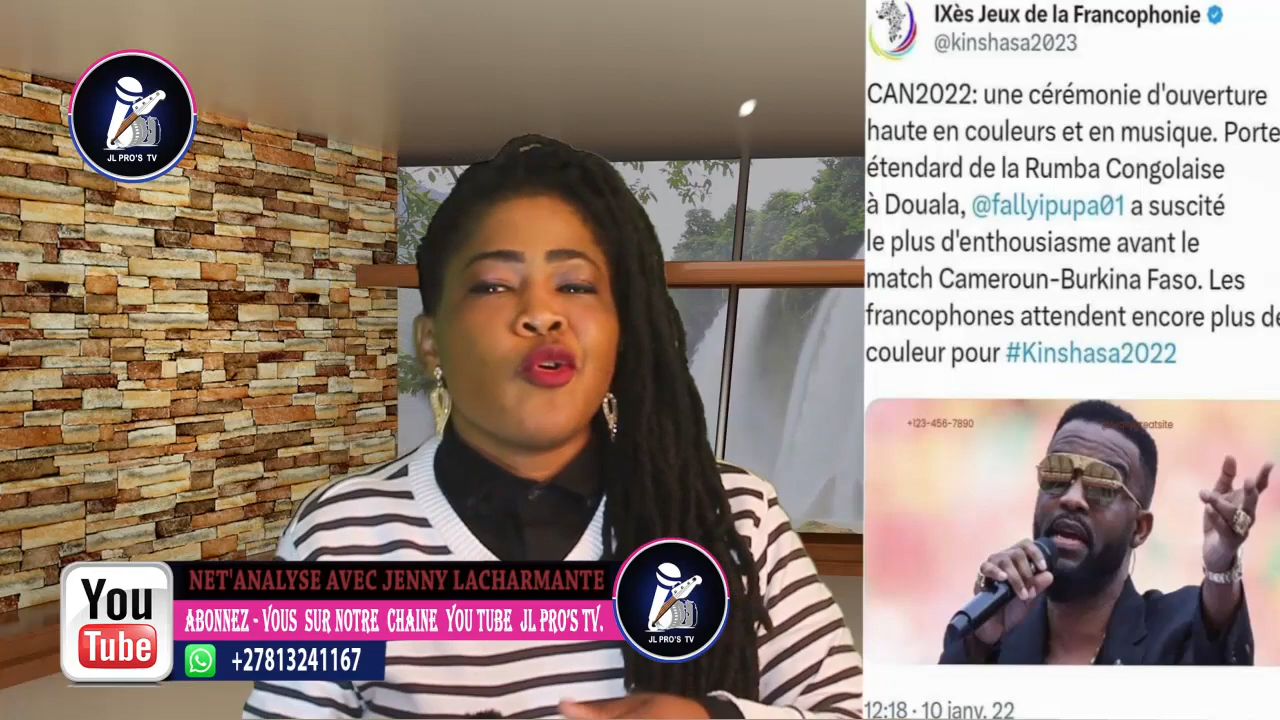 JL PRO'S TV
IXès Jeux de la Francophonie
@kinshasa2023
CAN2022: une cérémonie d'ouverture
haute en couleurs et en musique. Porte
étendard de la Rumba Congolaise
à Douala, @fallyipupa01 a suscité
le plus d'enthousiasme avant le
match Cameroun-Burkina Faso. Les
francophones attendent encore plus de
couleur pour #Kinshasa2022
+123-456-7890
12:18 · 10 janv. 22
You
Tube
NET'ANALYSE AVEC JENNY LACHARMANTE
ABONNEZ - VOUS SUR NOTRE CHAINE YOU TUBE JL PRO'S TV.
+27813241167
JL PRO'S TV